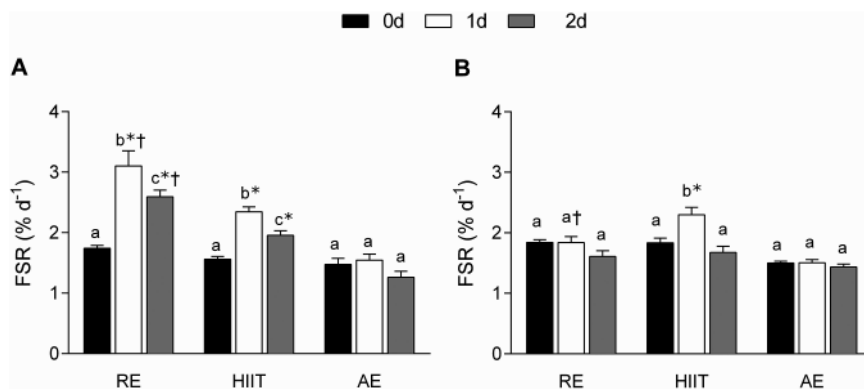 0d 1d 2d
A
FSR (% d⁻¹)
4
3
2
1
0
a b*† c*†
a b* c*
a a a
RE HIIT AE
B
FSR (% d⁻¹)
4
3
2
1
0
a a† a
a b* a
a a a
RE HIIT AE